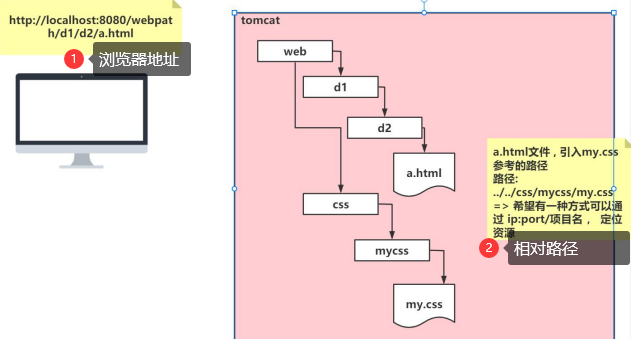 http://localhost:8080/webpat
h/d1/d2/a.html
1 浏览器地址
tomcat
web
d1
d2
a.html
css
mycss
my.css
a.html文件，引入my.css
参考的路径
路径:
../../css/mycss/my.css
=> 希望有一种方式可以通
过 ip:port/项目名， 定位
资源
2 相对路径